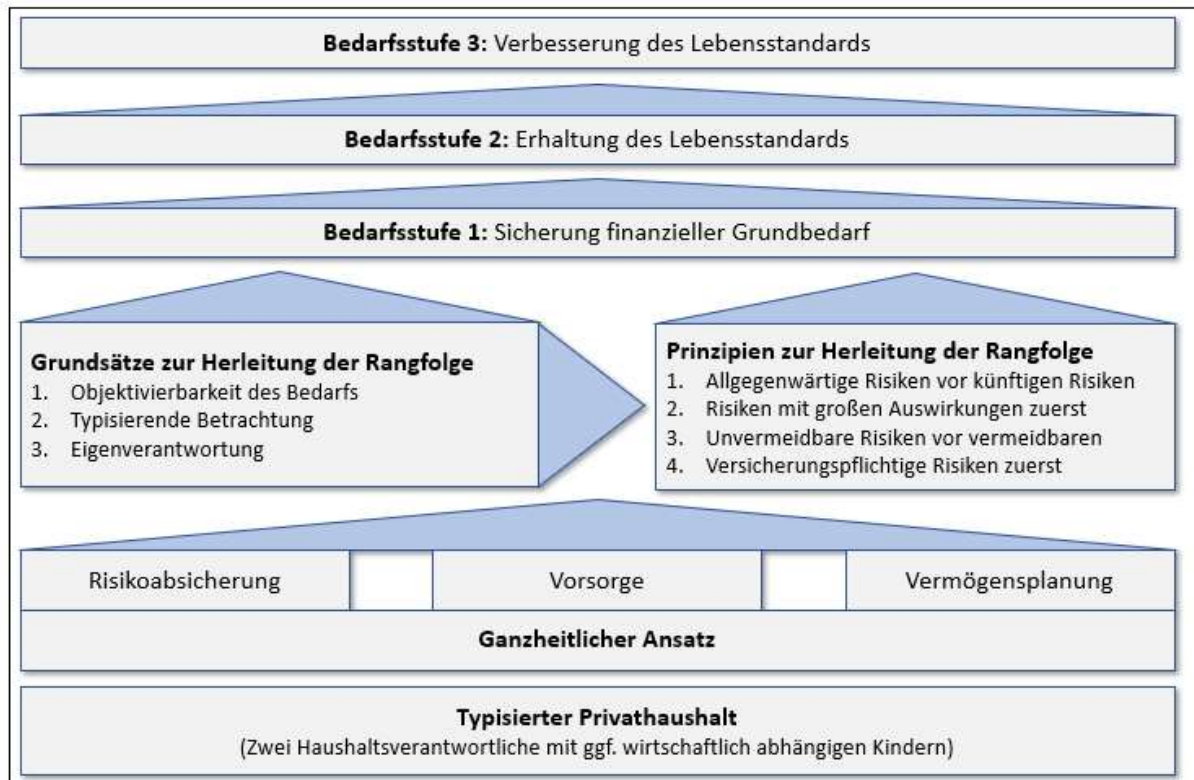 Bedarfsstufe 3: Verbesserung des Lebensstandards
Bedarfsstufe 2: Erhaltung des Lebensstandards
Bedarfsstufe 1: Sicherung finanzieller Grundbedarf
Grundsätze zur Herleitung der Rangfolge
1. Objektivierbarkeit des Bedarfs
2. Typisierende Betrachtung
3. Eigenverantwortung
Prinzipien zur Herleitung der Rangfolge
1. Allgegenwärtige Risiken vor künftigen Risiken
2. Risiken mit großen Auswirkungen zuerst
3. Unvermeidbare Risiken vor vermeidbaren
4. Versicherungspflichtige Risiken zuerst
Risikoabsicherung
Vorsorge
Vermögensplanung
Ganzheitlicher Ansatz
Typisierter Privathaushalt
(Zwei Haushaltsverantwortliche mit ggf. wirtschaftlich abhängigen Kindern)